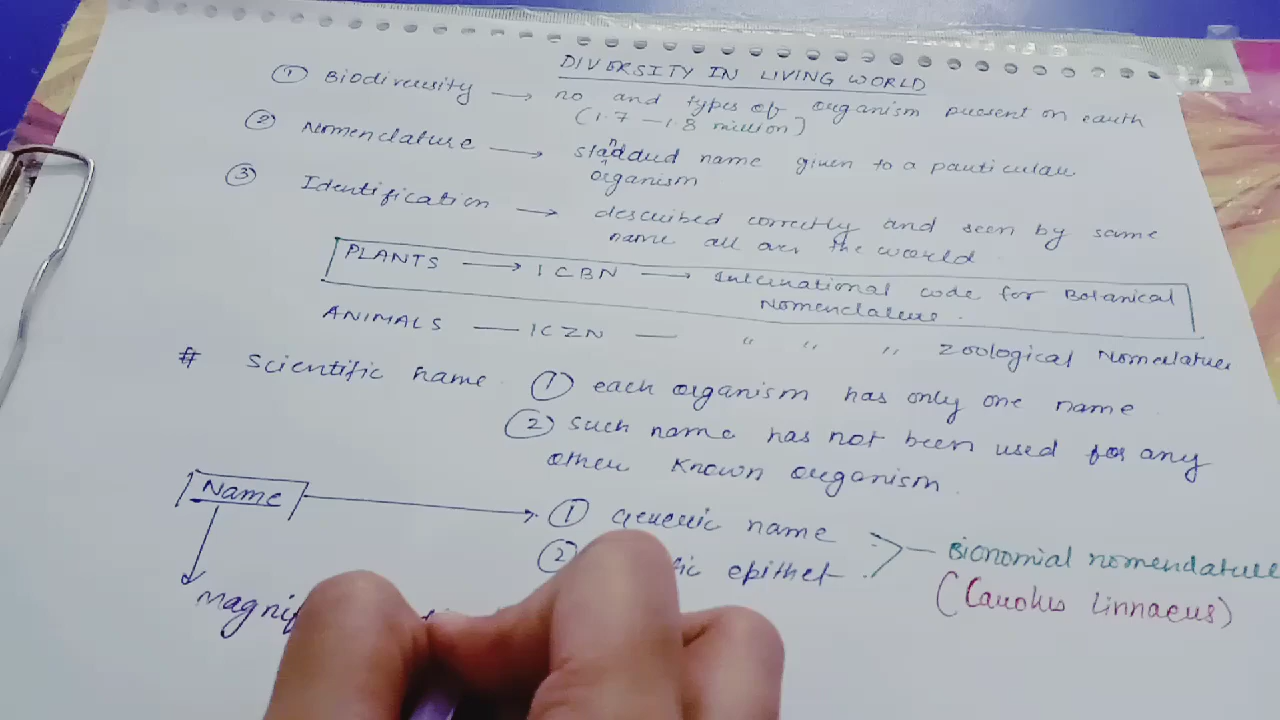 DIVERSITY IN LIVING WORLD
① Biodiversity → no and types of organism present on earth
(1.7 – 1.8 million)
② Nomenclature → standdud name given to a particular
organism
③ Identification → described correctly and seen by same
name all over the world
PLANTS → ICBN → International code for Botanical
Nomenclature.
ANIMALS — ICZN — " " " Zoological Nomenclature
# Scientific name ① each organism has only one name
② such name has not been used for any
other known organism.
Name → ① Generic name
② epithet — Bionomial nomenclature
(Carolus linnaeus)